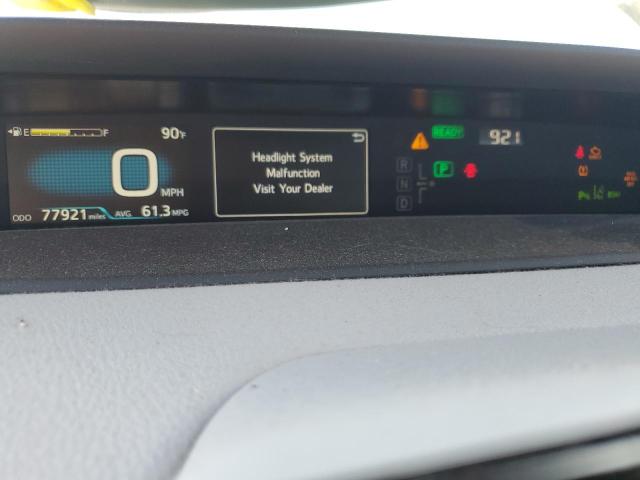 E F 90°F
0 MPH
ODO 77921 miles AVG. 61.3 MPG
Headlight System
Malfunction
Visit Your Dealer
READY 921
R
N
D
P